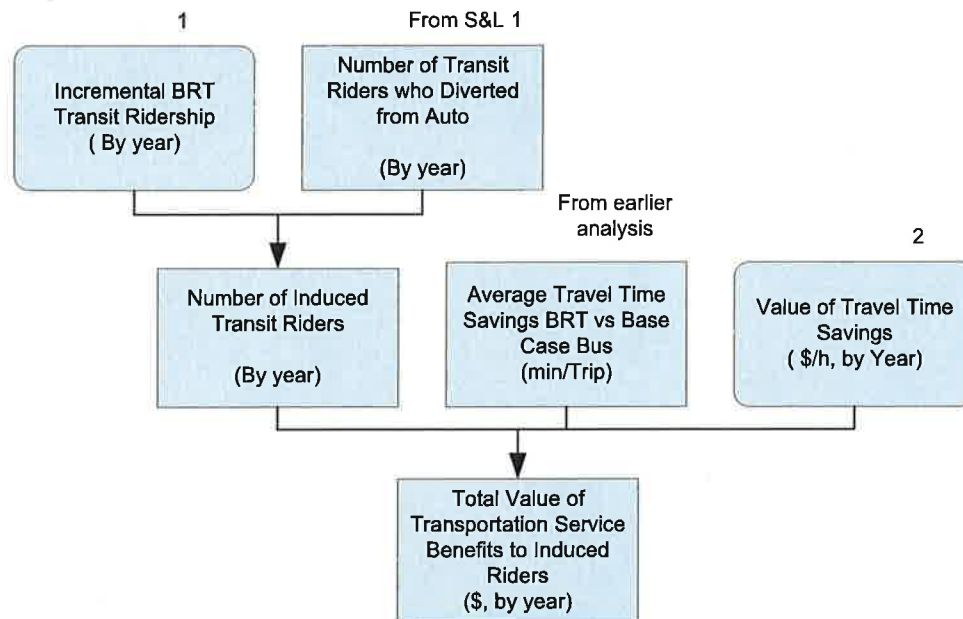 1
From S&L 1
Incremental BRT
Transit Ridership
( By year)
Number of Transit
Riders who Diverted
from Auto
(By year)
From earlier
analysis
2
Number of Induced
Transit Riders
(By year)
Average Travel Time
Savings BRT vs Base
Case Bus
(min/Trip)
Value of Travel Time
Savings
( $/h, by Year)
Total Value of
Transportation Service
Benefits to Induced
Riders
($, by year)